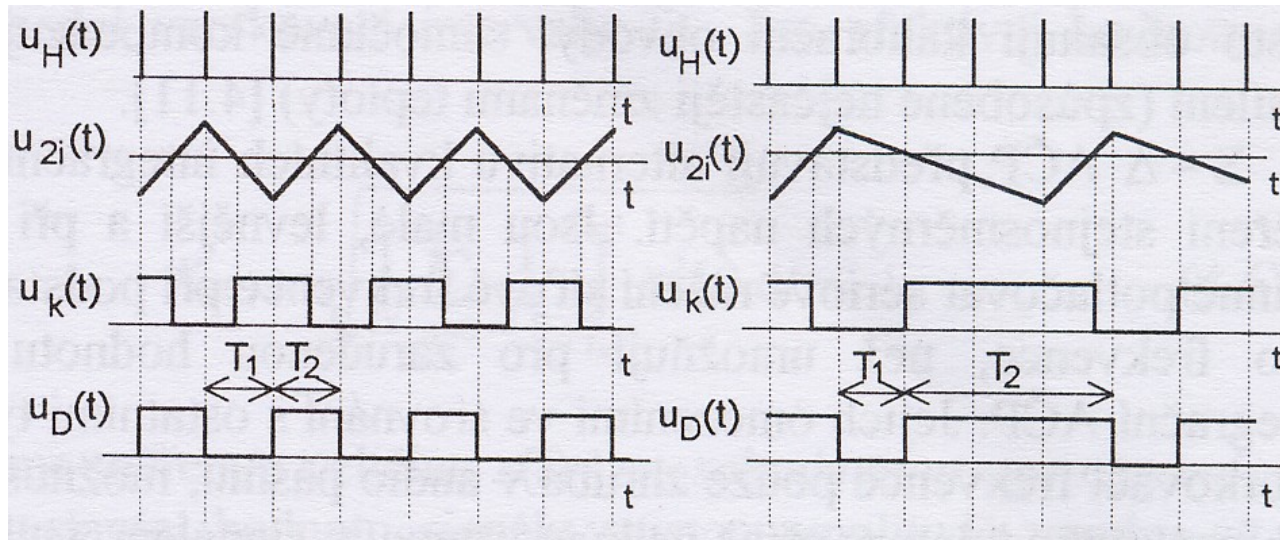 u_H(t)
t
u_2i(t)
t
u_k(t)
t
T_1 T_2
u_D(t)
t
u_H(t)
t
u_2i(t)
t
u_k(t)
t
T_1 T_2
u_D(t)
t